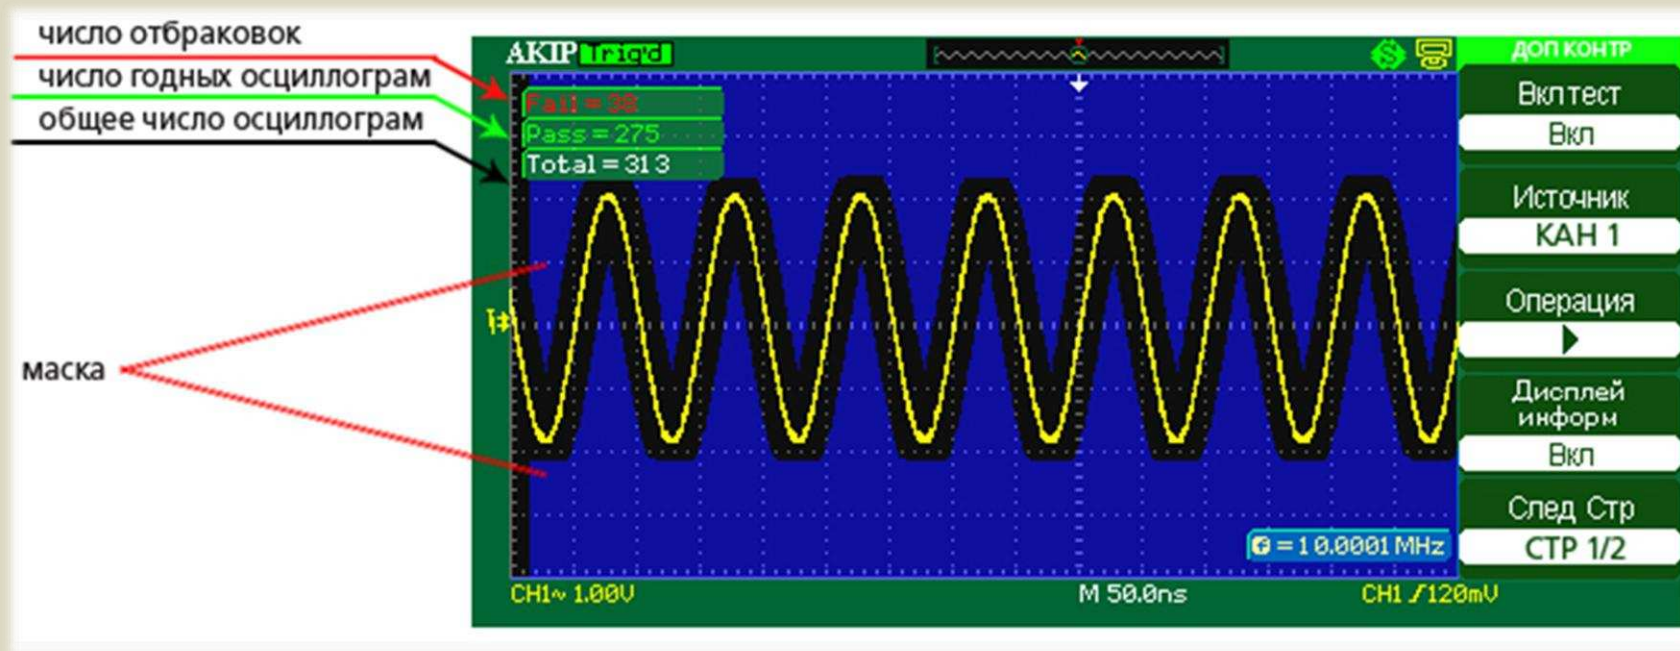 число отбраковок
число годных осциллограм
общее число осциллограм
маска
AKIP Trig'd
Fail = 38
Pass = 275
Total = 313
f = 10.0001 MHz
CH1~ 1.00V
M 50.0ns
CH1 /120mV
ДОП КОНТР
Вкл тест
Вкл
Источник
КАН 1
Операция
Дисплей
информ
Вкл
След Стр
СТР 1/2